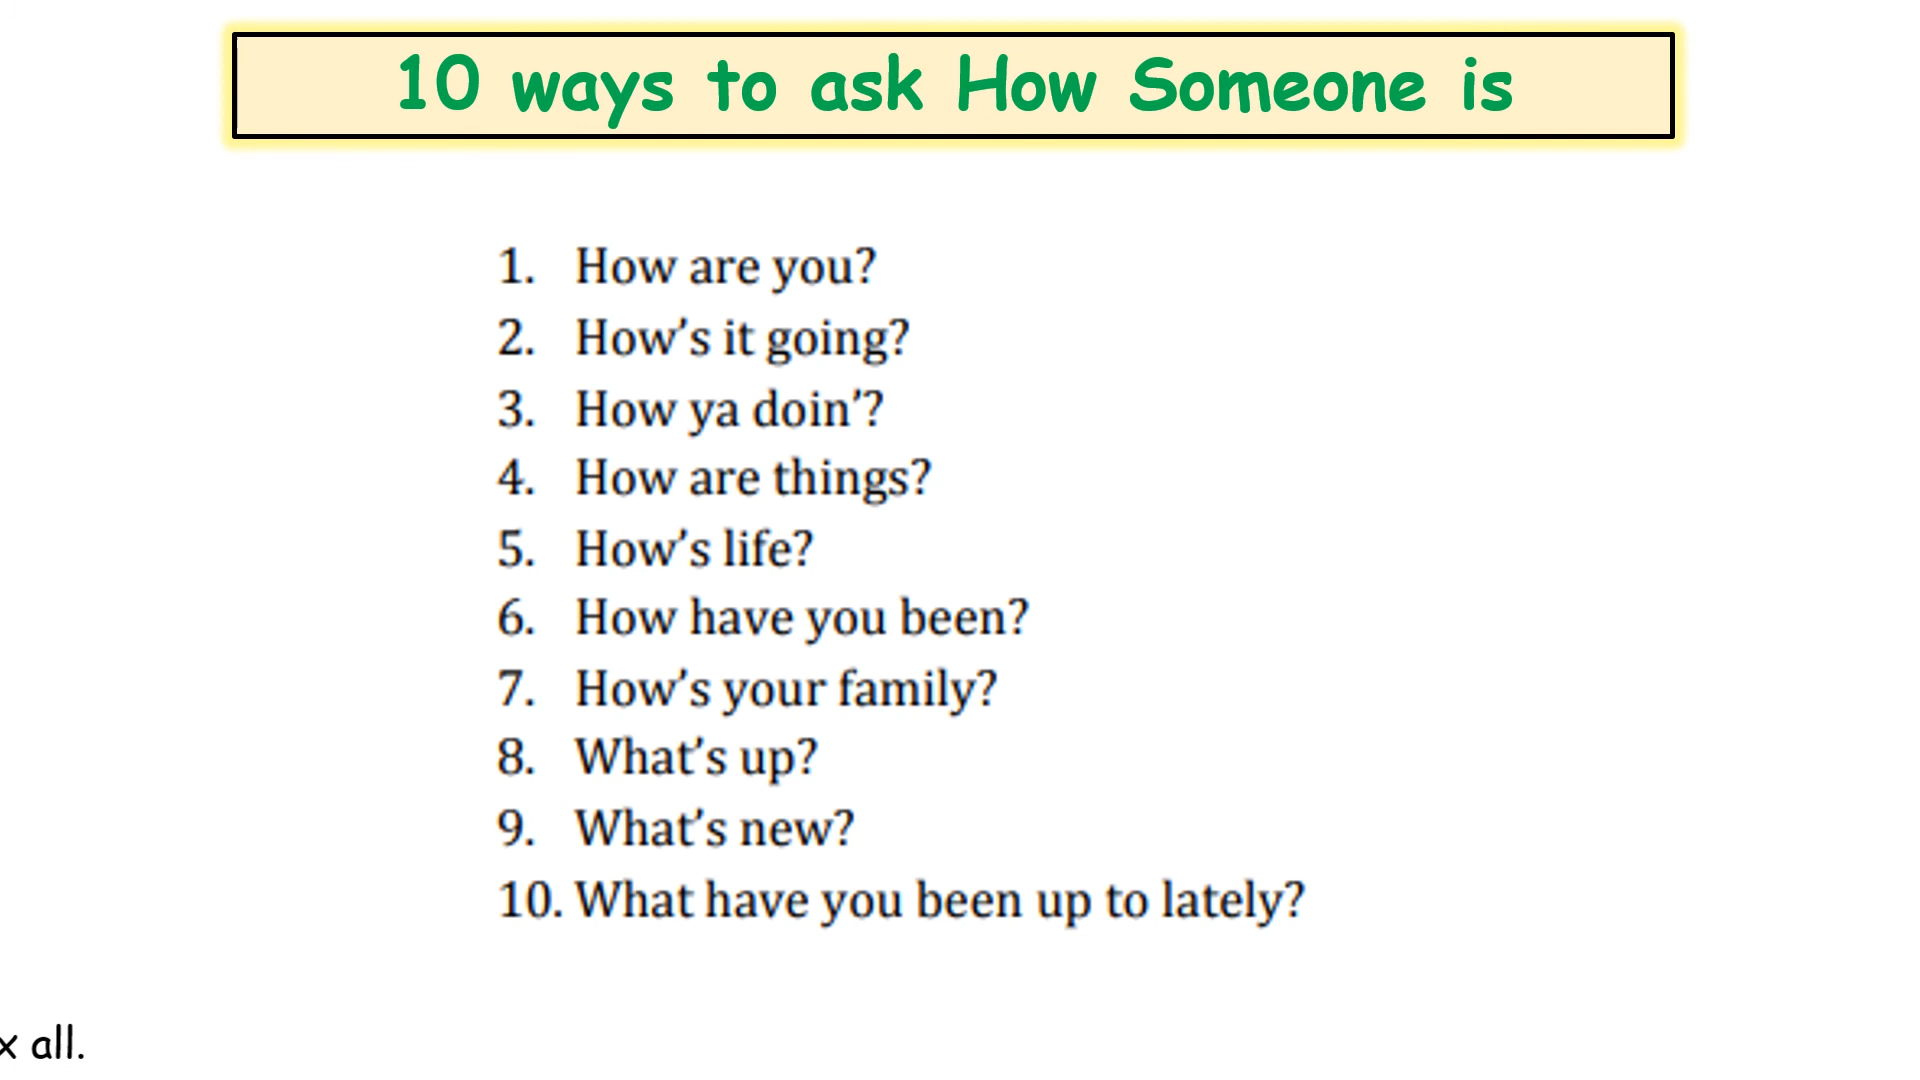 10 ways to ask How Someone is
1. How are you?
2. How’s it going?
3. How ya doin’?
4. How are things?
5. How’s life?
6. How have you been?
7. How’s your family?
8. What’s up?
9. What’s new?
10. What have you been up to lately?
x all.